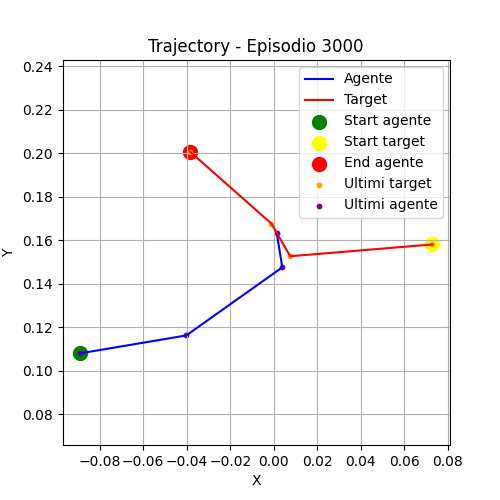 Trajectory - Episodio 3000
Agente
Target
Start agente
Start target
End agente
Ultimi target
Ultimi agente
0.24
0.22
0.20
0.18
0.16
0.14
0.12
0.10
0.08
Y
−0.08 −0.06 −0.04 −0.02 0.00 0.02 0.04 0.06 0.08
X